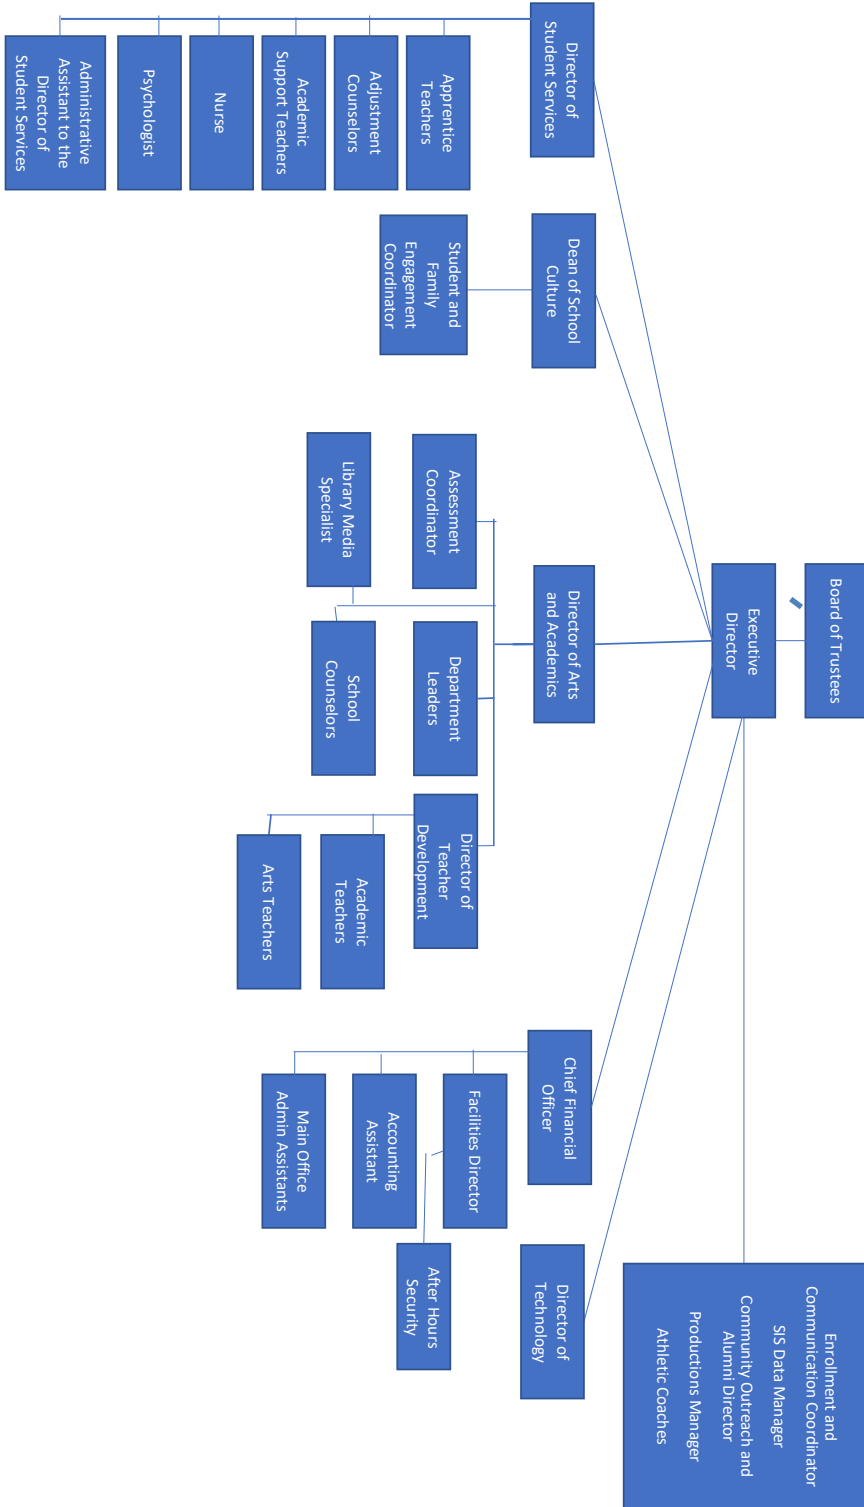 Board of Trustees
Executive
Director
Enrollment and
Communication Coordinator
SIS Data Manager
Community Outreach and
Alumni Director
Productions Manager
Athletic Coaches
Director of
Student Services
Dean of School
Culture
Director of Arts
and Academics
Chief Financial
Officer
Director of
Technology
Apprentice
Teachers
Adjustment
Counselors
Academic
Support Teachers
Nurse
Psychologist
Administrative
Assistant to the
Director of
Student Services
Student and
Family
Engagement
Coordinator
Assessment
Coordinator
Department
Leaders
Director of
Teacher
Development
Library Media
Specialist
School
Counselors
Academic
Teachers
Arts Teachers
Facilities Director
After Hours
Security
Accounting
Assistant
Main Office
Admin Assistants